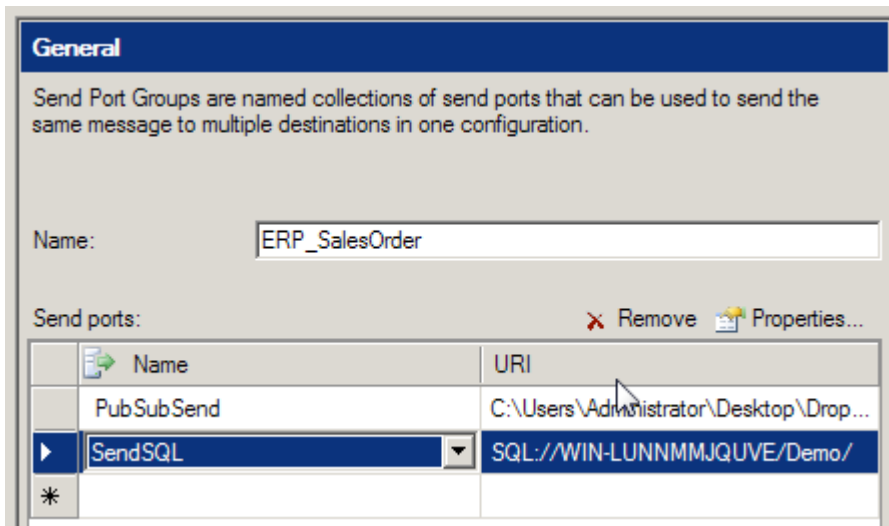 General
Send Port Groups are named collections of send ports that can be used to send the
same message to multiple destinations in one configuration.
Name: ERP_SalesOrder
Send ports: Remove Properties...
Name URI
PubSubSend C:\Users\Administrator\Desktop\Drop...
SendSQL SQL://WIN-LUNNMMJQUVE/Demo/